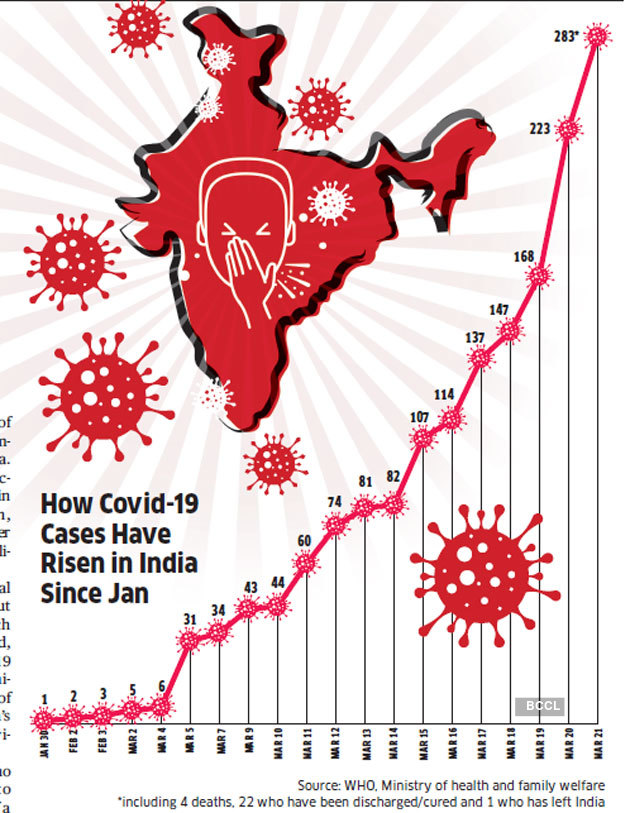 283*
223
168
147
137
114
107
82
81
74
60
44
43
34
31
6
5
3
2
1
How Covid-19
Cases Have
Risen in India
Since Jan
BCCL
JAN 30
FEB 2
FEB 3
MAR 2
MAR 4
MAR 5
MAR 7
MAR 9
MAR 10
MAR 11
MAR 12
MAR 13
MAR 14
MAR 15
MAR 16
MAR 17
MAR 18
MAR 19
MAR 20
MAR 21
Source: WHO, Ministry of health and family welfare
*including 4 deaths, 22 who have been discharged/cured and 1 who has left India